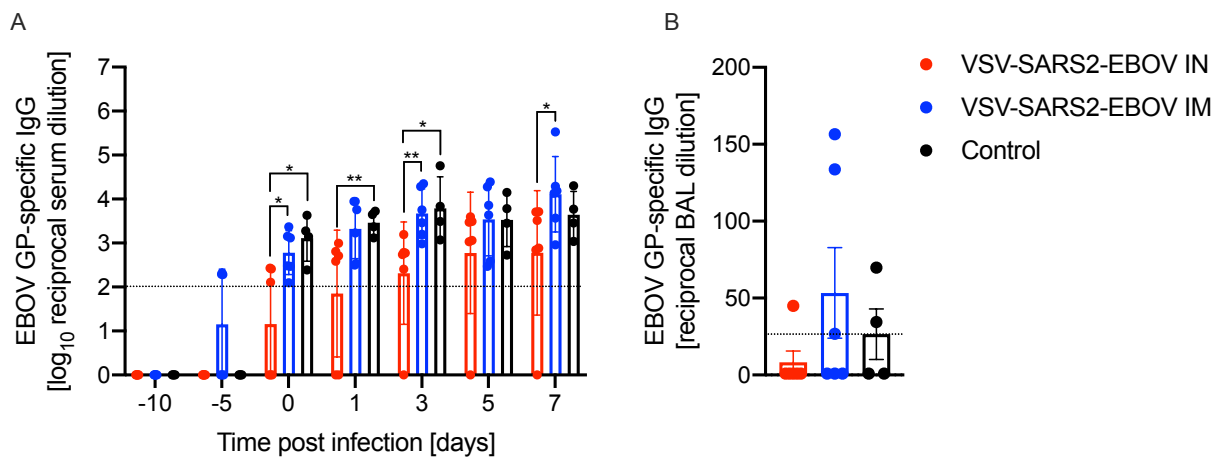 A
EBOV GP-specific IgG
[log10 reciprocal serum dilution]
7
6
5
4
3
2
1
0
* * ** ** * *
-10 -5 0 1 3 5 7
Time post infection [days]
B
EBOV GP-specific IgG
[reciprocal BAL dilution]
200
150
100
50
0
VSV-SARS2-EBOV IN
VSV-SARS2-EBOV IM
Control